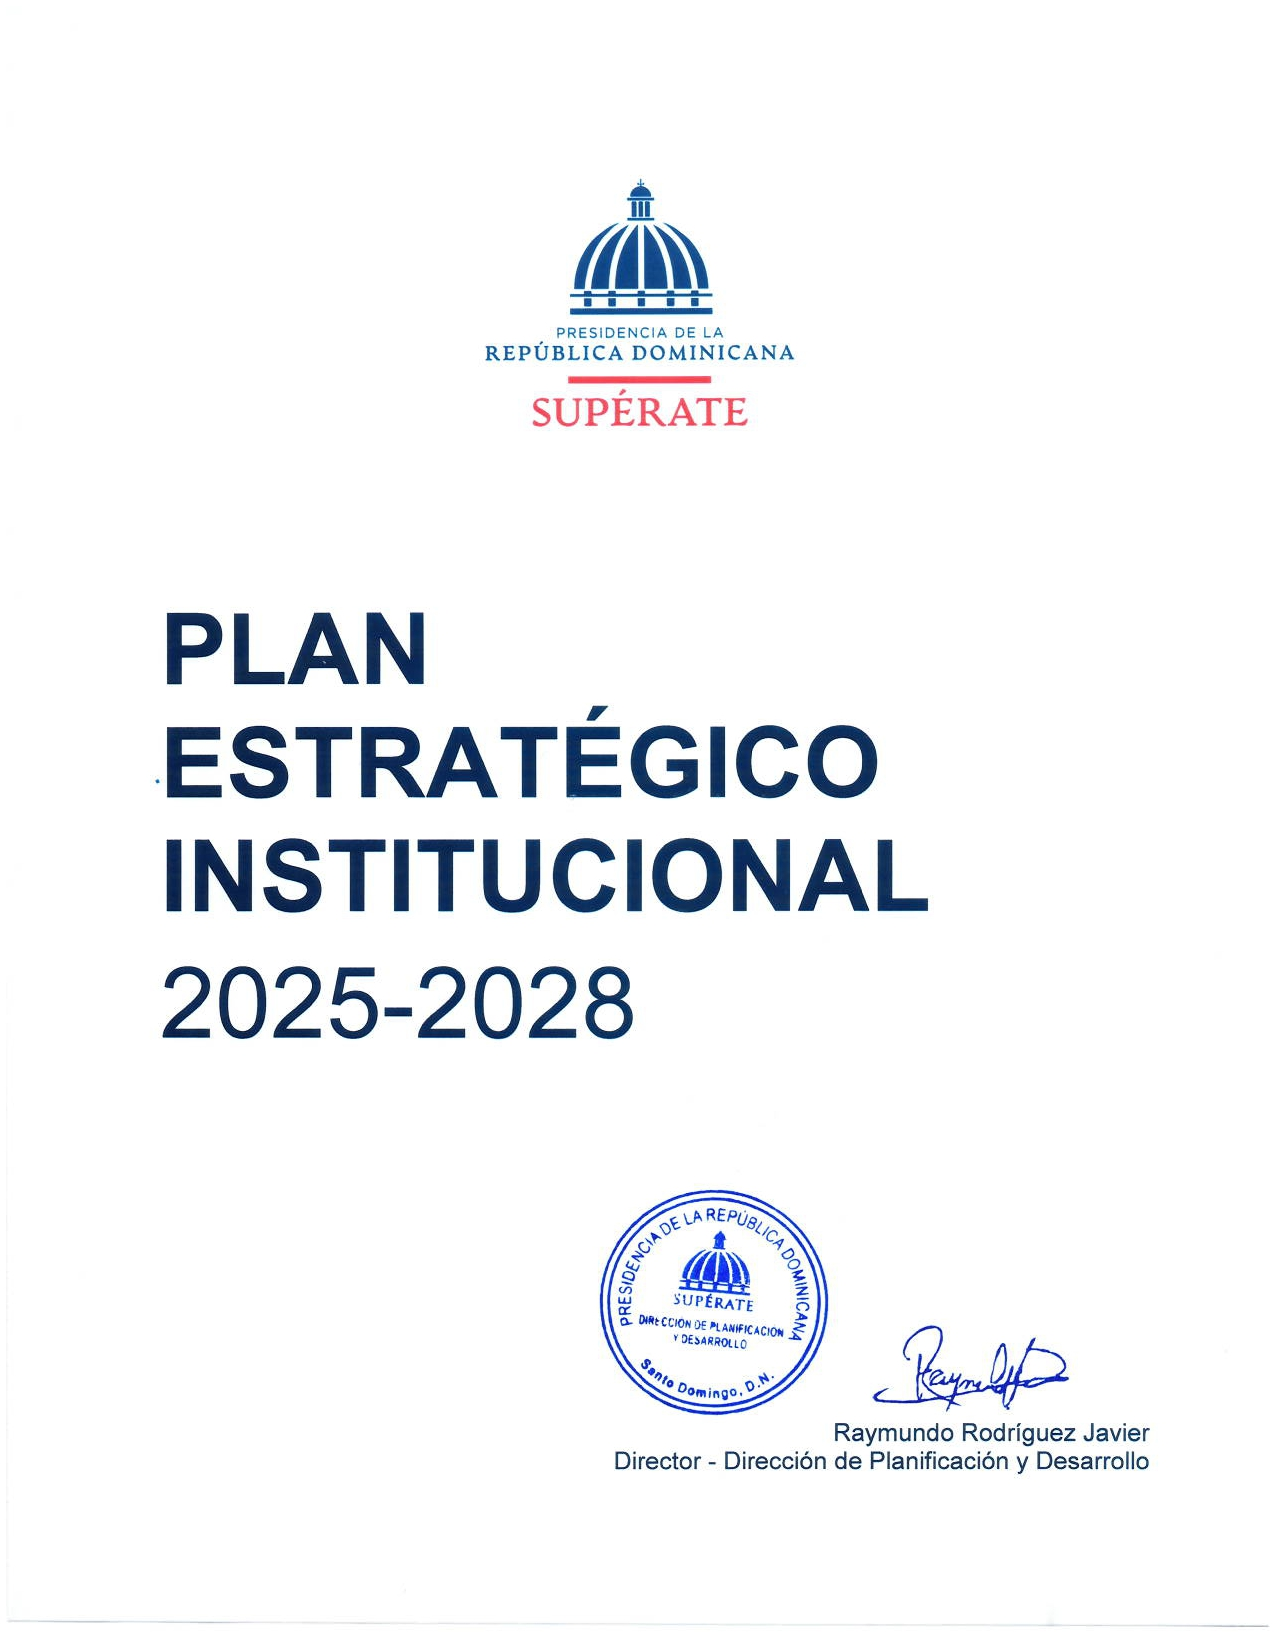 PRESIDENCIA DE LA
REPÚBLICA DOMINICANA
SUPÉRATE
PLAN
ESTRATÉGICO
INSTITUCIONAL
2025-2028
PRESIDENCIA DE LA REPÚBLICA DOMINICANA
SUPÉRATE
DIRECCION DE PLANIFICACION
Y DESARROLLO
Santo Domingo, D.N.
Raymundo Rodríguez Javier
Director - Dirección de Planificación y Desarrollo